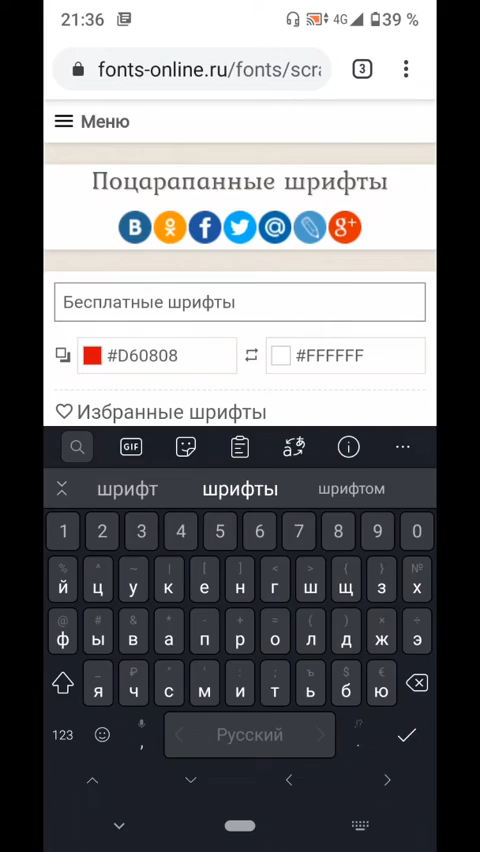 21:36 4G 39 %
fonts-online.ru/fonts/scra 3
Меню
Поцарапанные шрифты
В f @ g+
Бесплатные шрифты
#D60808 #FFFFFF
Избранные шрифты
GIF
шрифт шрифты шрифтом
1 2 3 4 5 6 7 8 9 0
% ^ ~ | [ ] < > { } №
й ц у к е н г ш щ з х
@ # & * - + = ( ) × ÷
ф ы в а п р о л д ж э
_ ₽ " ' : ; ъ $ €
я ч с м и т ь б ю
123 , Русский !? .